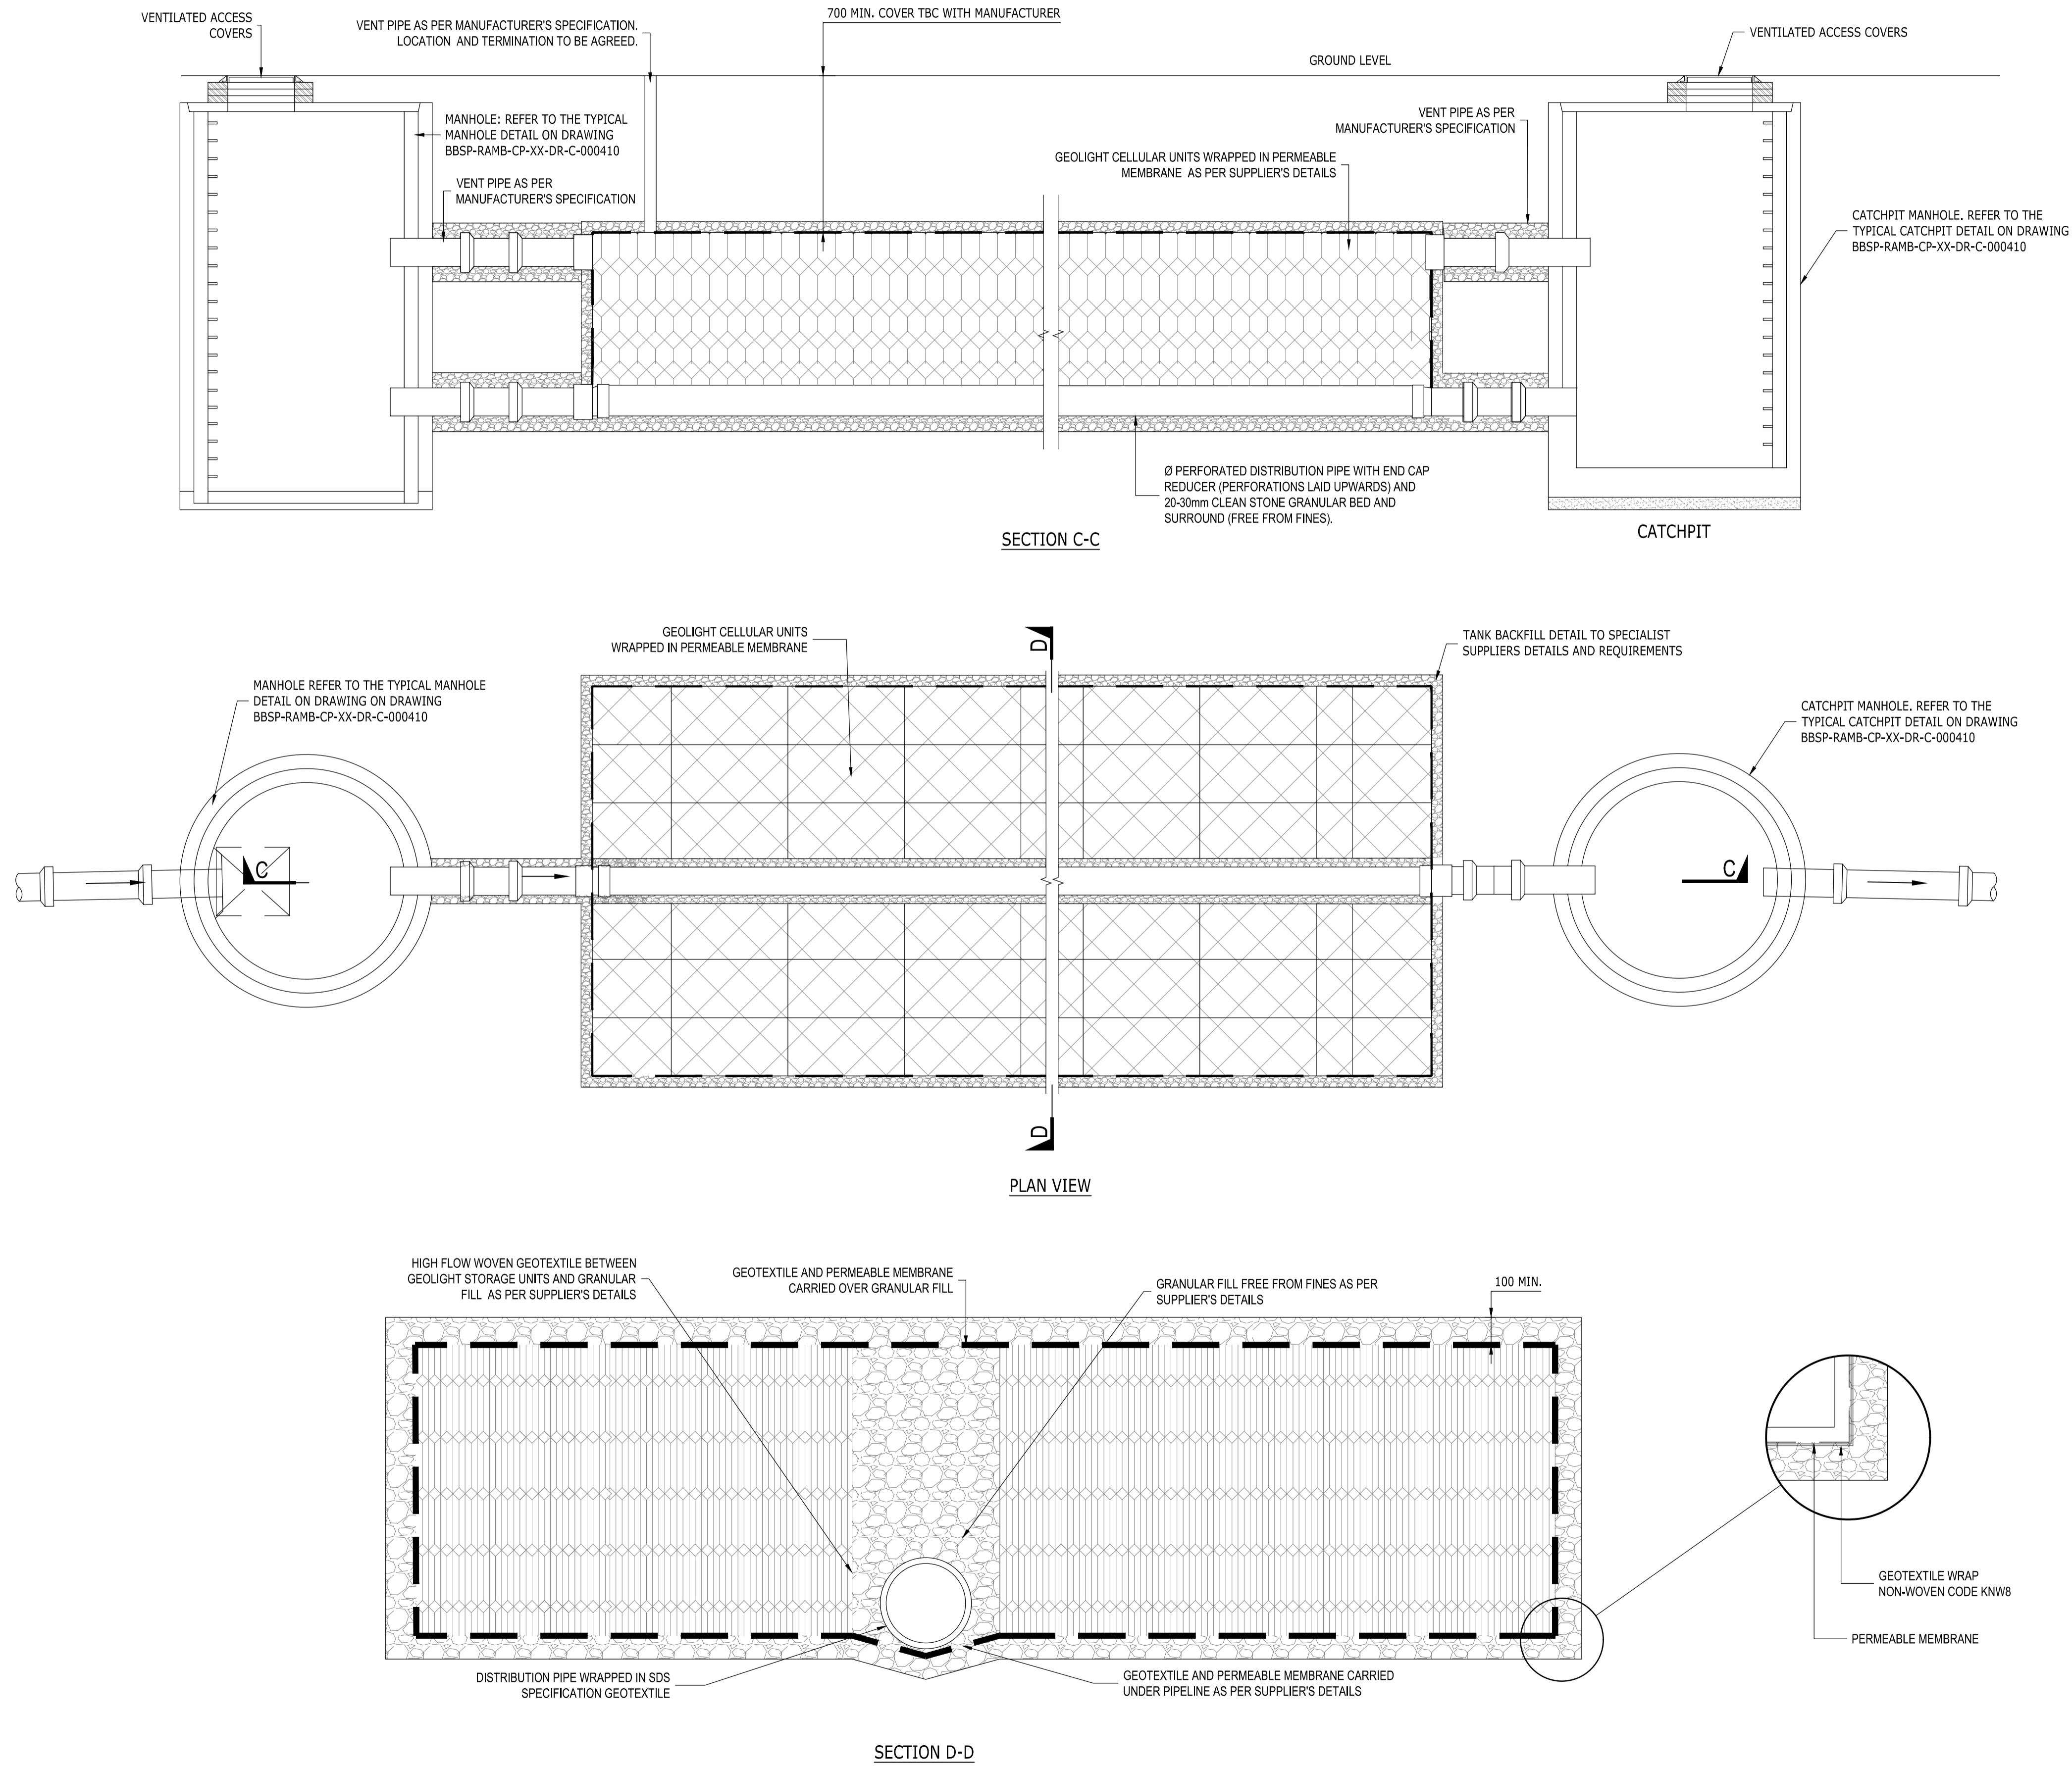 VENTILATED ACCESS
COVERS
VENT PIPE AS PER MANUFACTURER'S SPECIFICATION.
LOCATION AND TERMINATION TO BE AGREED.
700 MIN. COVER TBC WITH MANUFACTURER
GROUND LEVEL
VENTILATED ACCESS COVERS
MANHOLE: REFER TO THE TYPICAL
MANHOLE DETAIL ON DRAWING
BBSP-RAMB-CP-XX-DR-C-000410
VENT PIPE AS PER
MANUFACTURER'S SPECIFICATION
VENT PIPE AS PER
MANUFACTURER'S SPECIFICATION
GEOLIGHT CELLULAR UNITS WRAPPED IN PERMEABLE
MEMBRANE AS PER SUPPLIER'S DETAILS
CATCHPIT MANHOLE. REFER TO THE
TYPICAL CATCHPIT DETAIL ON DRAWING
BBSP-RAMB-CP-XX-DR-C-000410
Ø PERFORATED DISTRIBUTION PIPE WITH END CAP
REDUCER (PERFORATIONS LAID UPWARDS) AND
20-30mm CLEAN STONE GRANULAR BED AND
SURROUND (FREE FROM FINES).
SECTION C-C
CATCHPIT
GEOLIGHT CELLULAR UNITS
WRAPPED IN PERMEABLE MEMBRANE
D
TANK BACKFILL DETAIL TO SPECIALIST
SUPPLIERS DETAILS AND REQUIREMENTS
MANHOLE REFER TO THE TYPICAL MANHOLE
DETAIL ON DRAWING ON DRAWING
BBSP-RAMB-CP-XX-DR-C-000410
CATCHPIT MANHOLE. REFER TO THE
TYPICAL CATCHPIT DETAIL ON DRAWING
BBSP-RAMB-CP-XX-DR-C-000410
C
C
D
PLAN VIEW
HIGH FLOW WOVEN GEOTEXTILE BETWEEN
GEOLIGHT STORAGE UNITS AND GRANULAR
FILL AS PER SUPPLIER'S DETAILS
GEOTEXTILE AND PERMEABLE MEMBRANE
CARRIED OVER GRANULAR FILL
GRANULAR FILL FREE FROM FINES AS PER
SUPPLIER'S DETAILS
100 MIN.
GEOTEXTILE WRAP
NON-WOVEN CODE KNW8
PERMEABLE MEMBRANE
DISTRIBUTION PIPE WRAPPED IN SDS
SPECIFICATION GEOTEXTILE
GEOTEXTILE AND PERMEABLE MEMBRANE CARRIED
UNDER PIPELINE AS PER SUPPLIER'S DETAILS
SECTION D-D